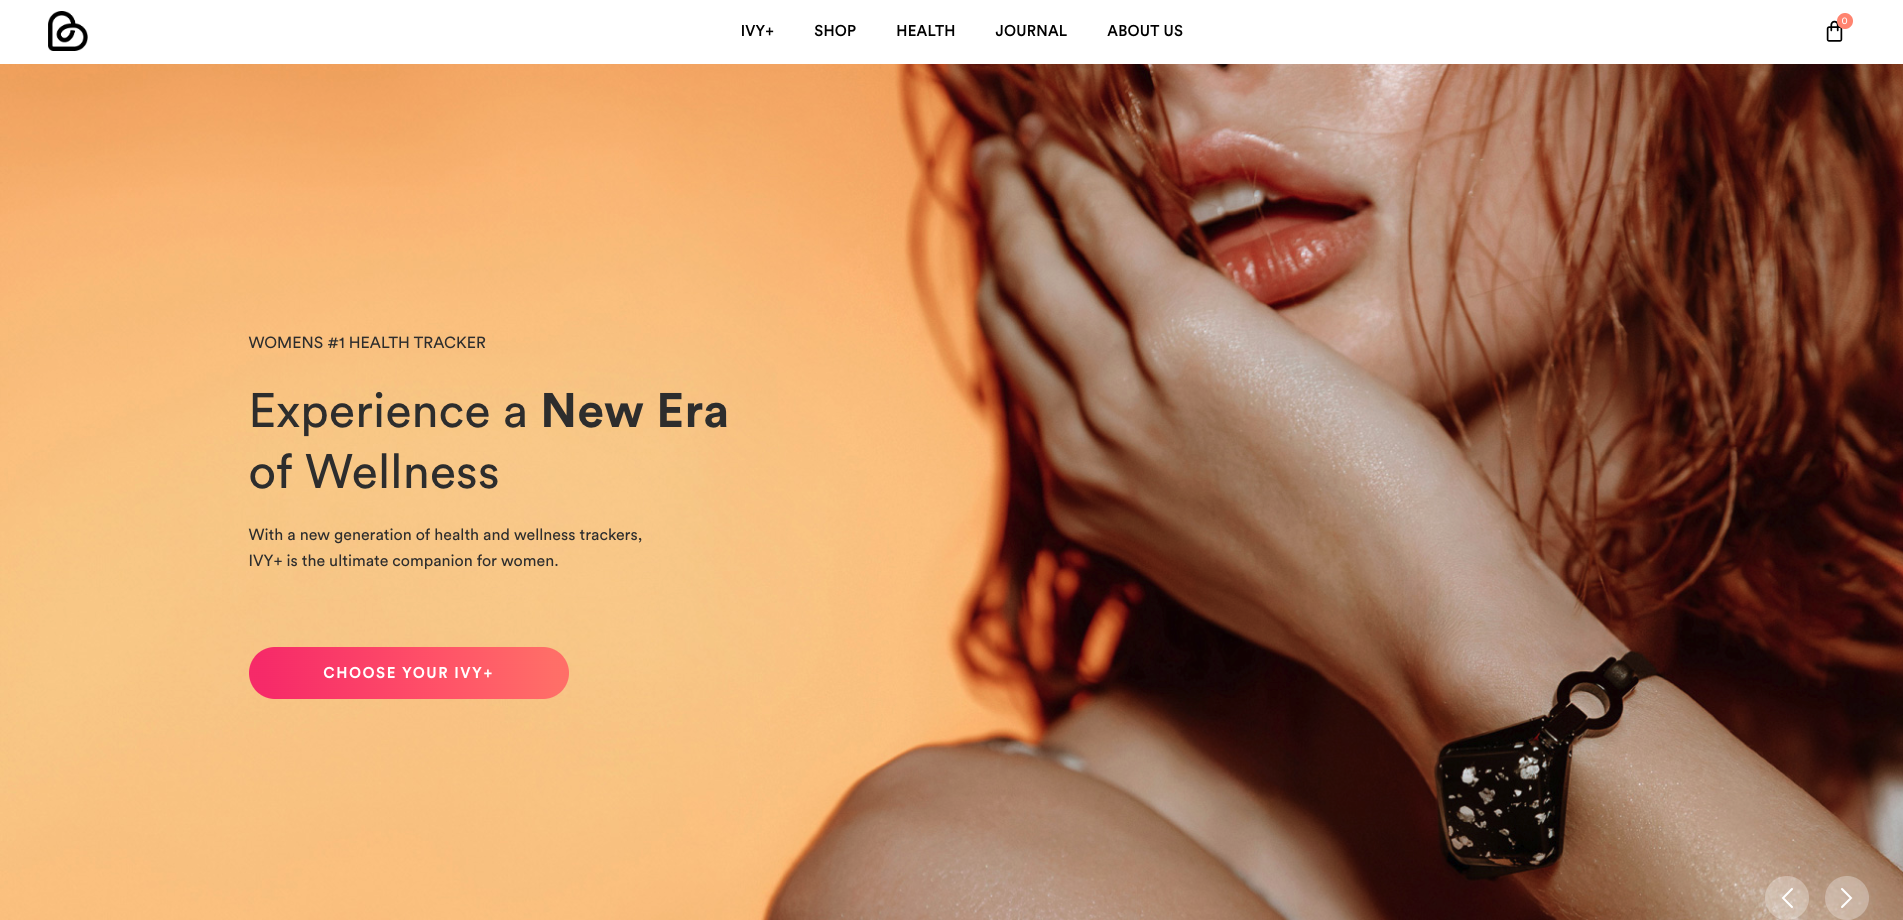 IVY+ SHOP HEALTH JOURNAL ABOUT US
0
WOMENS #1 HEALTH TRACKER
Experience a New Era
of Wellness
With a new generation of health and wellness trackers,
IVY+ is the ultimate companion for women.
CHOOSE YOUR IVY+